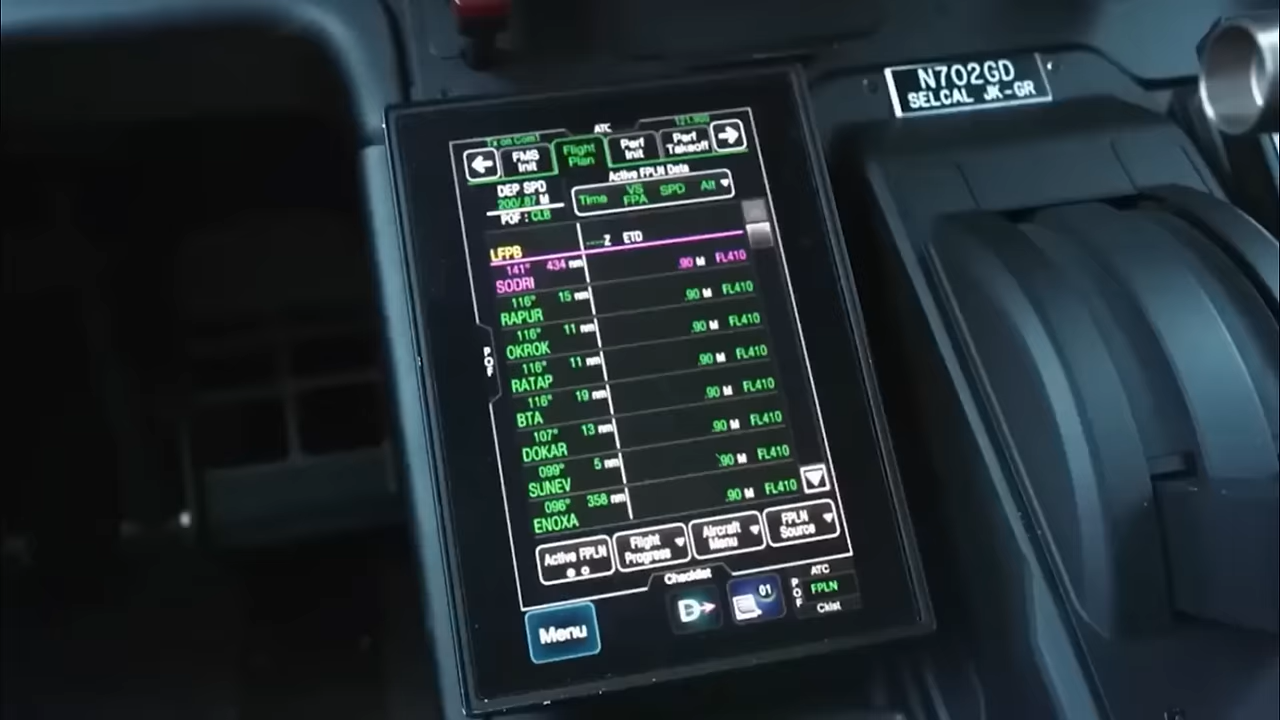 N702GD
SELCAL JK-GR
ATC
Tx on Com1
121.900
FMS Init
Flight Plan
Perf Init
Perf Takeoff
DEP SPD
200/.87 M
POF : CLB
Active FPLN Data
Time VS FPA SPD Alt
LFPB ----Z ETD
141° 434 nm .90 M FL410
SODRI
116° 15 nm .90 M FL410
RAPUR
116° 11 nm .90 M FL410
OKROK
116° 11 nm .90 M FL410
RATAP
116° 19 nm .90 M FL410
BTA
107° 13 nm .90 M FL410
DOKAR
099° 5 nm .90 M FL410
SUNEV
096° 358 nm .90 M FL410
ENOXA
POF
Active FPLN
Flight Progress
Aircraft Menu
FPLN Source
Checklist
Menu
01
POF
ATC
FPLN
Cklst